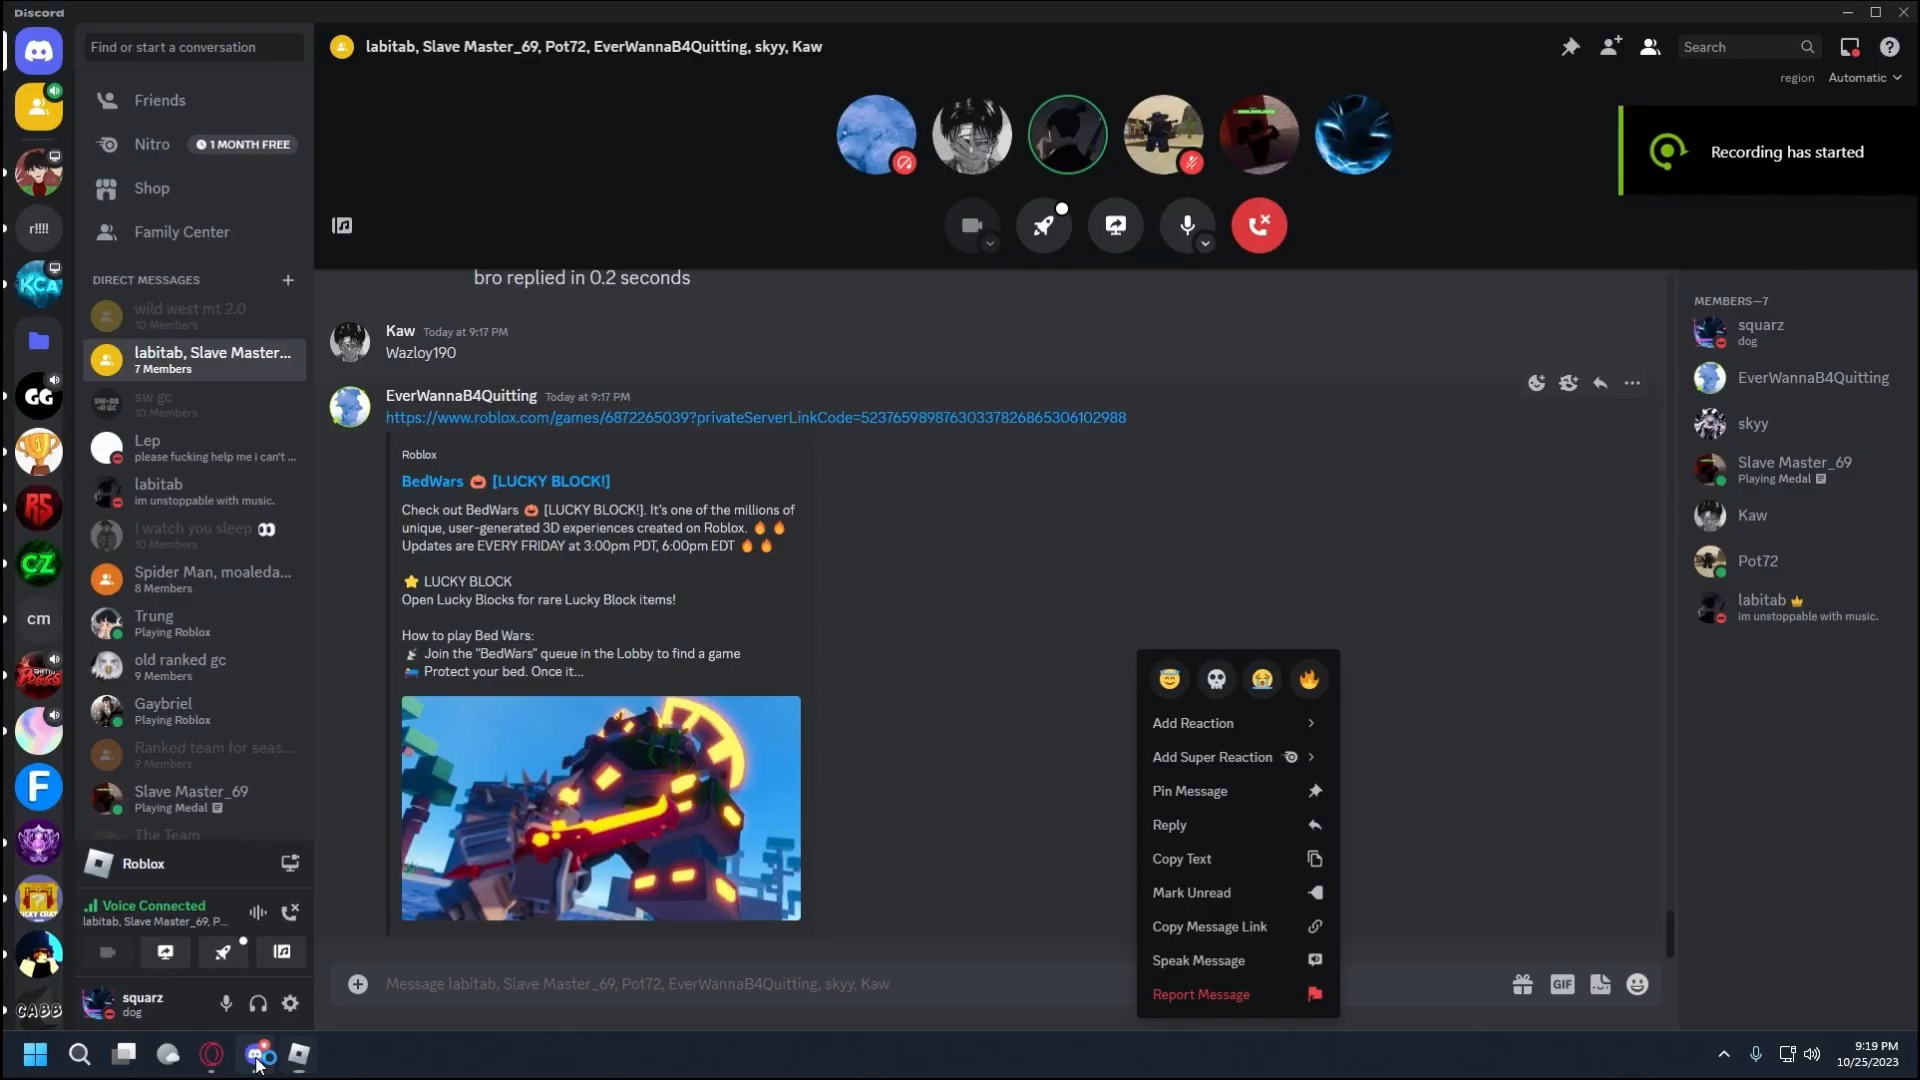 Discord
Find or start a conversation
Friends
Nitro
1 MONTH FREE
Shop
Family Center
DIRECT MESSAGES
wild west mt 2.0
10 Members
labitab, Slave Master...
7 Members
sw gc
10 Members
Lep
please fucking help me i can't ...
labitab
im unstoppable with music.
I watch you sleep 👀
10 Members
Spider Man, moaleda...
8 Members
Trung
Playing Roblox
old ranked gc
9 Members
Gaybriel
Playing Roblox
Ranked team for seas...
9 Members
Slave Master_69
Playing Medal
The Team
Roblox
Voice Connected
labitab, Slave Master_69, P...
squarz
dog
r!!!!
KCA
GG
RS
CZ
cm
F
CABB
labitab, Slave Master_69, Pot72, EverWannaB4Quitting, skyy, Kaw
Search
region
Automatic
Recording has started
bro replied in 0.2 seconds
Kaw Today at 9:17 PM
Wazloy190
EverWannaB4Quitting Today at 9:17 PM
https://www.roblox.com/games/6872265039?privateServerLinkCode=52376598987630337826865306102988
Roblox
BedWars 🎃 [LUCKY BLOCK!]
Check out BedWars 🎃 [LUCKY BLOCK!]. It's one of the millions of
unique, user-generated 3D experiences created on Roblox. 🔥 🔥
Updates are EVERY FRIDAY at 3:00pm PDT, 6:00pm EDT 🔥 🔥
⭐ LUCKY BLOCK
Open Lucky Blocks for rare Lucky Block items!
How to play Bed Wars:
Join the "BedWars" queue in the Lobby to find a game
🛏️ Protect your bed. Once it...
Add Reaction
Add Super Reaction
Pin Message
Reply
Copy Text
Mark Unread
Copy Message Link
Speak Message
Report Message
Message labitab, Slave Master_69, Pot72, EverWannaB4Quitting, skyy, Kaw
GIF
MEMBERS—7
squarz
dog
EverWannaB4Quitting
skyy
Slave Master_69
Playing Medal
Kaw
Pot72
labitab
im unstoppable with music.
9:19 PM
10/25/2023